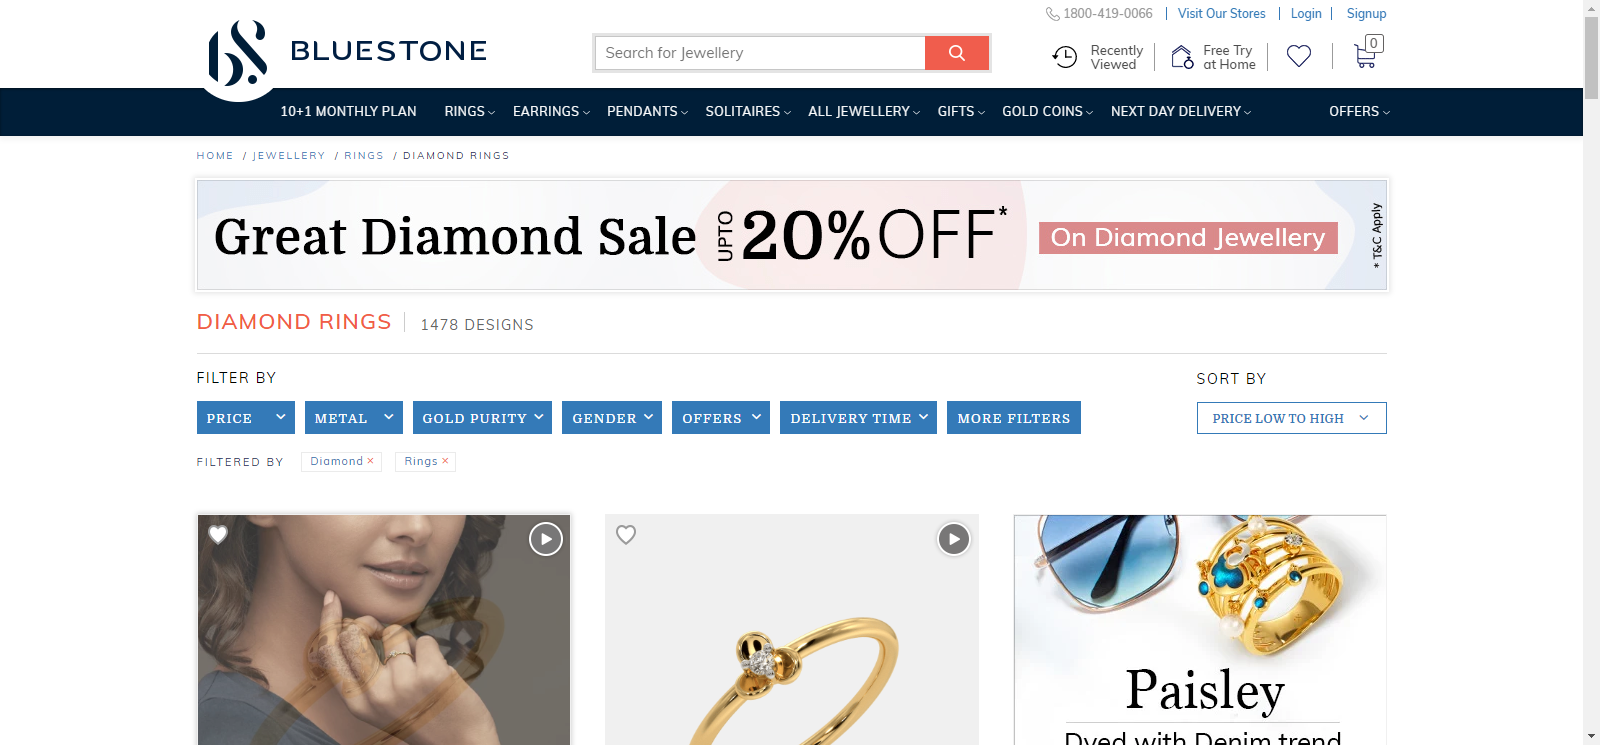 1800-419-0066 Visit Our Stores Login Signup
BLUESTONE
Search for Jewellery
Recently Viewed
Free Try at Home
0
10+1 MONTHLY PLAN RINGS EARRINGS PENDANTS SOLITAIRES ALL JEWELLERY GIFTS GOLD COINS NEXT DAY DELIVERY OFFERS
HOME / JEWELLERY / RINGS / DIAMOND RINGS
Great Diamond Sale UPTO 20% OFF* On Diamond Jewellery * T&C Apply
DIAMOND RINGS 1478 DESIGNS
FILTER BY
SORT BY
PRICE METAL GOLD PURITY GENDER OFFERS DELIVERY TIME MORE FILTERS
PRICE LOW TO HIGH
FILTERED BY Diamond × Rings ×
Paisley
Dyed with Denim trend